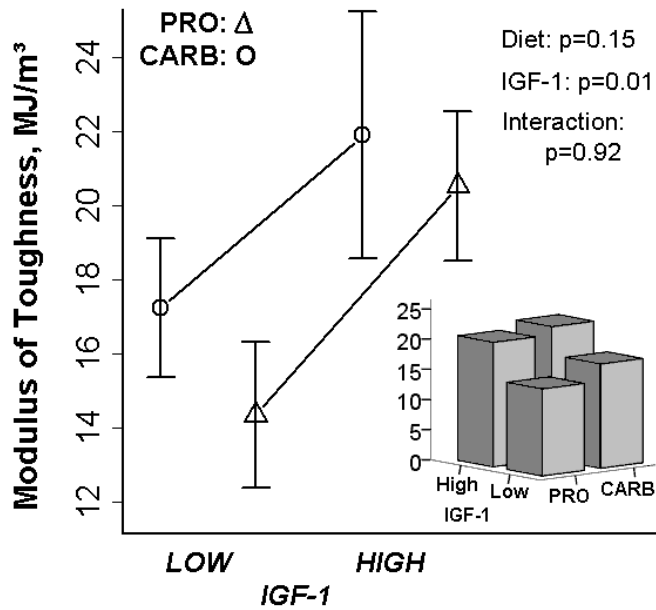 PRO: Δ
CARB: O
Diet: p=0.15
IGF-1: p=0.01
Interaction:
p=0.92
Modulus of Toughness, MJ/m³
24
22
20
18
16
14
12
LOW HIGH
IGF-1
25
20
15
10
5
0
High Low PRO CARB
IGF-1